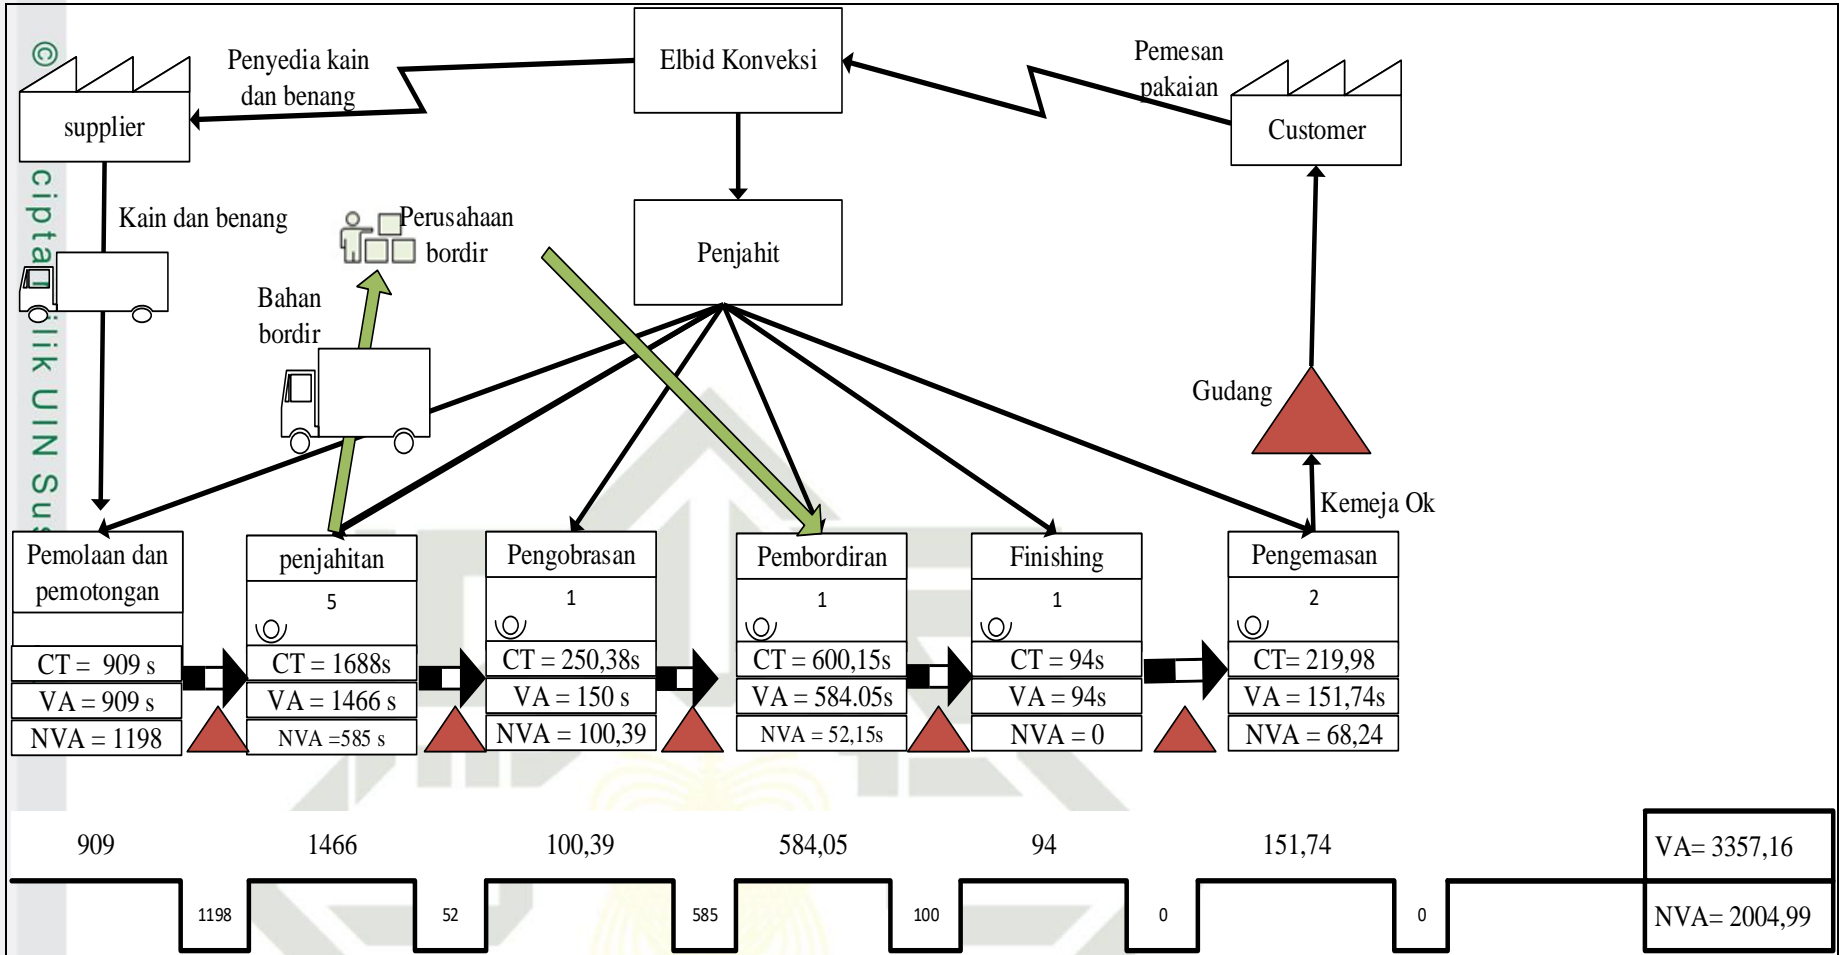 © cipta milik UIN Sus
Penyedia kain
dan benang
Elbid Konveksi
Pemesan
pakaian
supplier
Customer
Kain dan benang
Perusahaan
bordir
Penjahit
Bahan
bordir
Gudang
Kemeja Ok
Pemolaan dan
pemotongan
CT = 909 s
VA = 909 s
NVA = 1198
penjahitan
5
CT = 1688s
VA = 1466 s
NVA =585 s
Pengobrasan
1
CT = 250,38s
VA = 150 s
NVA = 100,39
Pembordiran
1
CT = 600,15s
VA = 584.05s
NVA = 52,15s
Finishing
1
CT = 94s
VA = 94s
NVA = 0
Pengemasan
2
CT= 219,98
VA = 151,74s
NVA = 68,24
909
1466
100,39
584,05
94
151,74
VA= 3357,16
1198
52
585
100
0
0
NVA= 2004,99